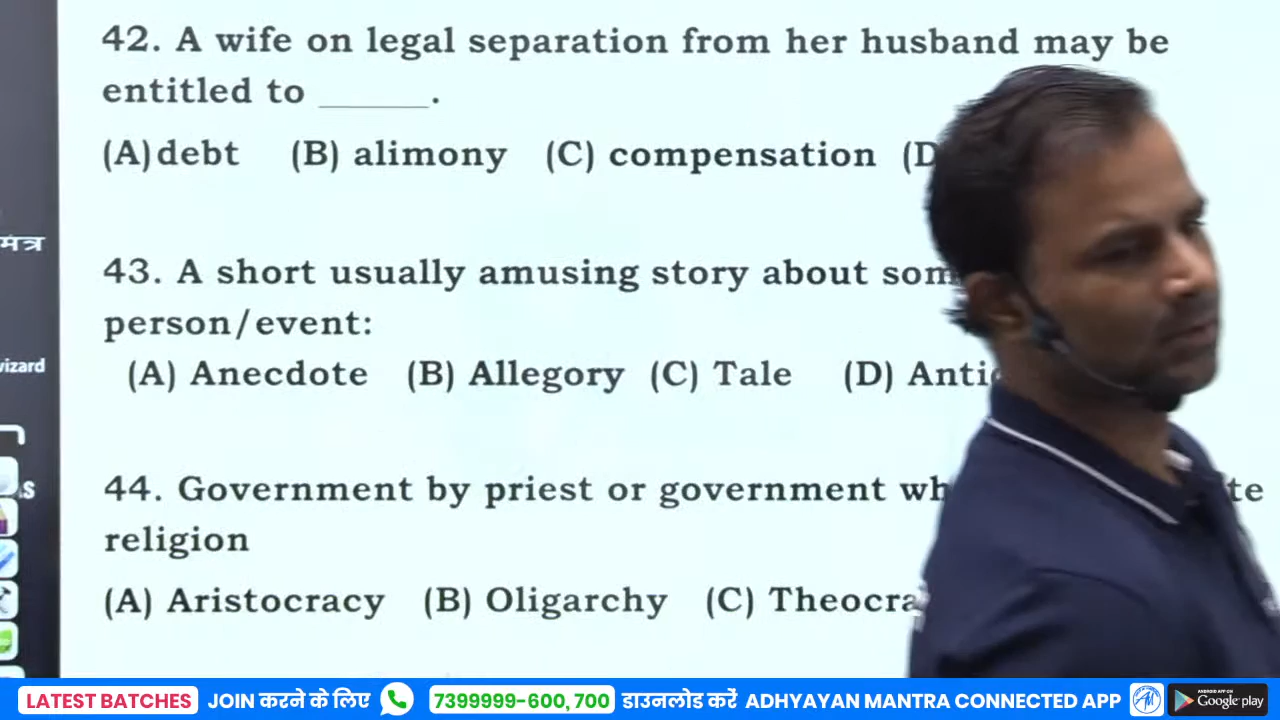 42. A wife on legal separation from her husband may be
entitled to ______.
(A)debt (B) alimony (C) compensation (D
43. A short usually amusing story about som
person/event:
(A) Anecdote (B) Allegory (C) Tale (D) Anti
44. Government by priest or government wh te
religion
(A) Aristocracy (B) Oligarchy (C) Theocra
मंत्र
wizard
LATEST BATCHES JOIN करने के लिए 7399999-600, 700 डाउनलोड करें ADHYAYAN MANTRA CONNECTED APP ANDROID APP ON Google play